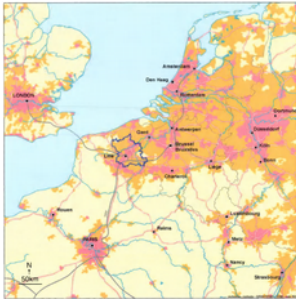 Amsterdam
Den Haag
Rotterdam
LONDON
Dortmund
Gent
Antwerpen
Düsseldorf
Brussel
Bruxelles
Köln
Lille
Liège
Bonn
Charleroi
Luxembourg
Rouen
Reims
PARIS
Metz
N
Nancy
50km
Strasbourg